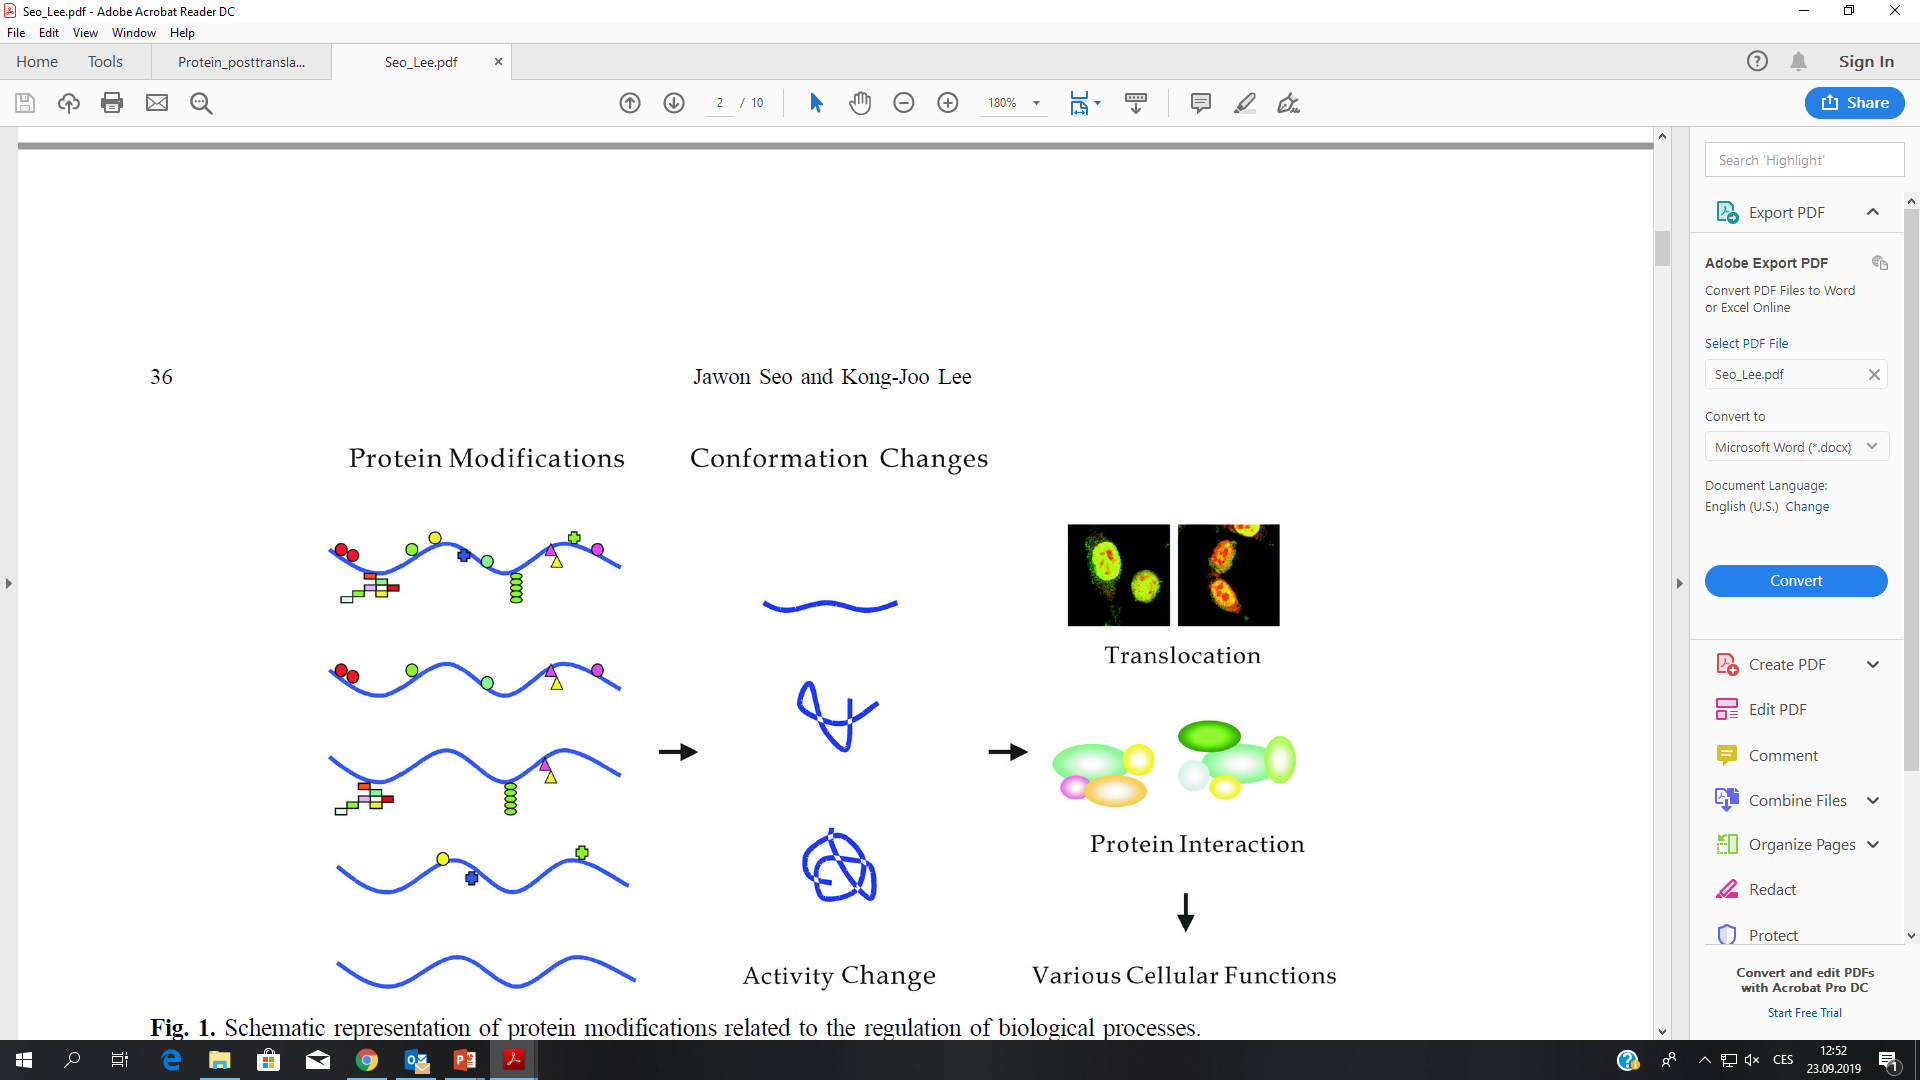 Seo_Lee.pdf - Adobe Acrobat Reader DC
File Edit View Window Help
Home Tools Protein_posttransla... Seo_Lee.pdf
Sign In
2 / 10
180%
Share
36 Jawon Seo and Kong-Joo Lee
Protein Modifications Conformation Changes
Translocation
Protein Interaction
Activity Change Various Cellular Functions
Fig. 1. Schematic representation of protein modifications related to the regulation of biological processes.
Search 'Highlight'
Export PDF
Adobe Export PDF
Convert PDF Files to Word
or Excel Online
Select PDF File
Seo_Lee.pdf
Convert to
Microsoft Word (*.docx)
Document Language:
English (U.S.) Change
Convert
Create PDF
Edit PDF
Comment
Combine Files
Organize Pages
Redact
Protect
Convert and edit PDFs
with Acrobat Pro DC
Start Free Trial
CES
12:52
23.09.2019
1